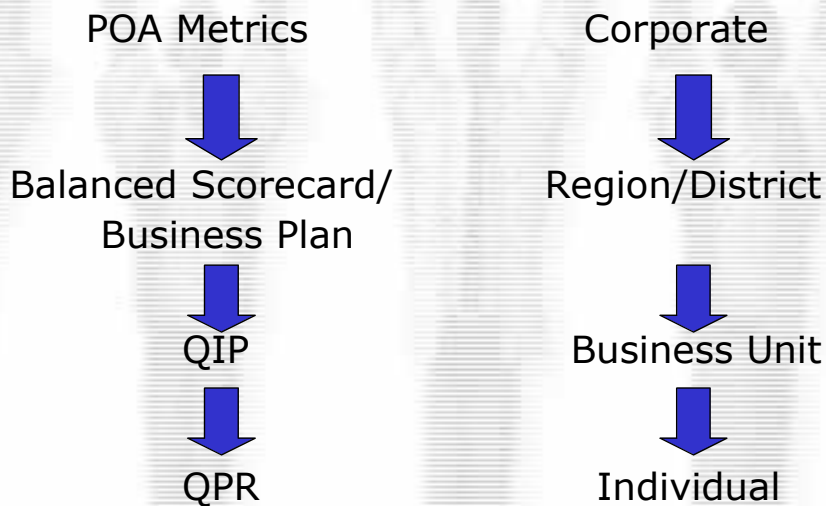 POA Metrics
Corporate
Balanced Scorecard/
Business Plan
Region/District
QIP
Business Unit
QPR
Individual